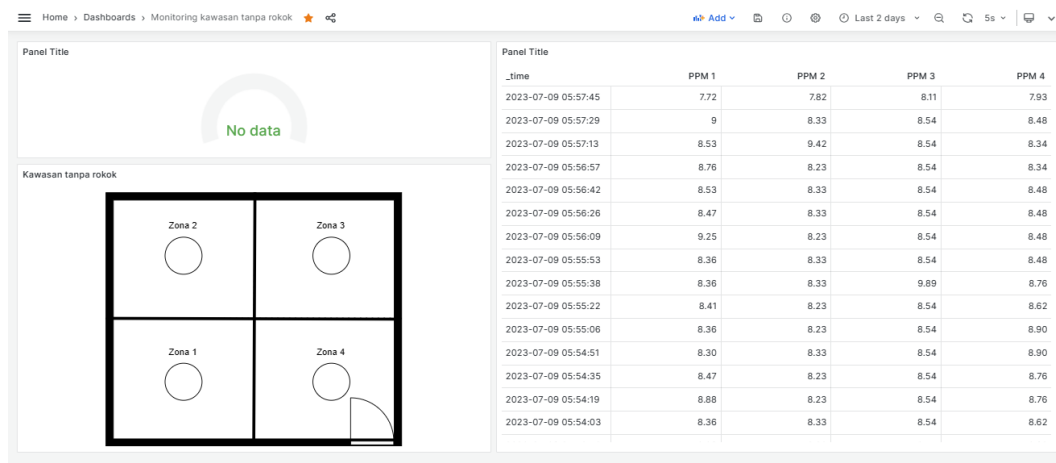 Home › Dashboards › Monitoring kawasan tanpa rokok
Add
Last 2 days
5s
Panel Title
No data
Kawasan tanpa rokok
Zona 2
Zona 3
Zona 1
Zona 4
Panel Title
_time PPM 1 PPM 2 PPM 3 PPM 4
2023-07-09 05:57:45 7.72 7.82 8.11 7.93
2023-07-09 05:57:29 9 8.33 8.54 8.48
2023-07-09 05:57:13 8.53 9.42 8.54 8.34
2023-07-09 05:56:57 8.76 8.23 8.54 8.34
2023-07-09 05:56:42 8.53 8.33 8.54 8.48
2023-07-09 05:56:26 8.47 8.33 8.54 8.48
2023-07-09 05:56:09 9.25 8.23 8.54 8.48
2023-07-09 05:55:53 8.36 8.33 8.54 8.48
2023-07-09 05:55:38 8.36 8.33 9.89 8.76
2023-07-09 05:55:22 8.41 8.23 8.54 8.62
2023-07-09 05:55:06 8.36 8.23 8.54 8.90
2023-07-09 05:54:51 8.30 8.33 8.54 8.90
2023-07-09 05:54:35 8.47 8.23 8.54 8.76
2023-07-09 05:54:19 8.88 8.23 8.54 8.76
2023-07-09 05:54:03 8.36 8.33 8.54 8.62